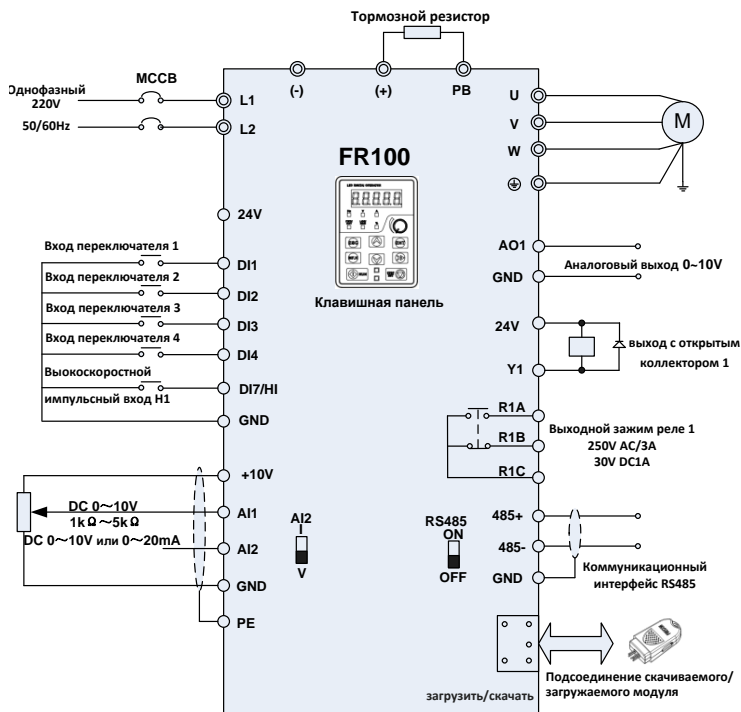 Тормозной резистор
MCCB
Однофазный
220V
50/60Hz
L1
L2
(-)
(+)
PB
U
V
W
M
FR100
LED DIGITAL OPERATOR
Клавишная панель
24V
Вход переключателя 1
DI1
Вход переключателя 2
DI2
Вход переключателя 3
DI3
Вход переключателя 4
DI4
Выокоскоростной
импульсный вход H1
DI7/HI
GND
+10V
DC 0～10V
1kΩ～5kΩ
AI1
DC 0～10V или 0～20mA
AI2
GND
PE
AI2
I
V
RS485
ON
OFF
AO1
Аналоговый выход 0~10V
GND
24V
выход с открытым
коллектором 1
Y1
R1A
R1B
R1C
Выходной зажим реле 1
250V AC/3A
30V DC1A
485+
485-
GND
Коммуникационный
интерфейс RS485
Подсоединение скачиваемого/
загружаемого модуля
загрузить/скачать